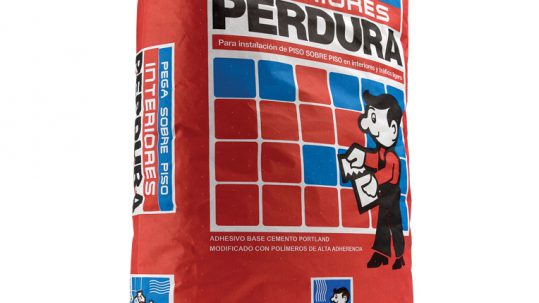 INTERIORES
PERDURA
Para instalación de PISO SOBRE PISO en interiores y tráfico ligero
ADHESIVO BASE CEMENTO PORTLAND
MODIFICADO CON POLÍMEROS DE ALTA ADHERENCIA
PEGA SOBRE PISO
INTERIORES
PERDURA